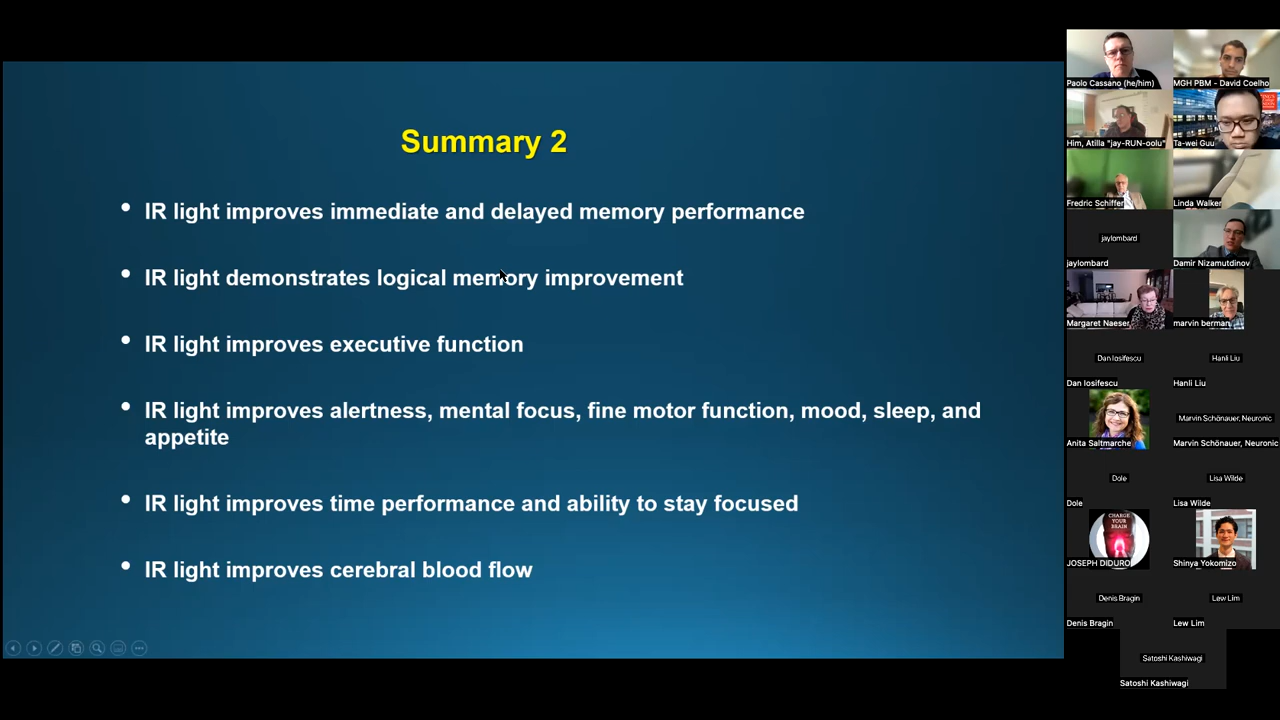 Summary 2
• IR light improves immediate and delayed memory performance
• IR light demonstrates logical memory improvement
• IR light improves executive function
• IR light improves alertness, mental focus, fine motor function, mood, sleep, and
appetite
• IR light improves time performance and ability to stay focused
• IR light improves cerebral blood flow
Paolo Cassano (he/him)
MGH PBM - David Coelho
Him, Atilla "jay-RUN-oolu"
Ta-wei Guu
Fredric Schiffer
Linda Walker
jaylombard
jaylombard
Damir Nizamutdinov
Margaret Naeser
marvin berman
Dan Iosifescu
Hanli Liu
Dan Iosifescu
Hanli Liu
Anita Saltmarche
Marvin Schönauer, Neuronic
Marvin Schönauer, Neuronic
Dole
Lisa Wilde
Dole
Lisa Wilde
CHARGE
YOUR
BRAIN
JOSEPH DIDURO
Shinya Yokomizo
Denis Bragin
Lew Lim
Denis Bragin
Lew Lim
Satoshi Kashiwagi
Satoshi Kashiwagi